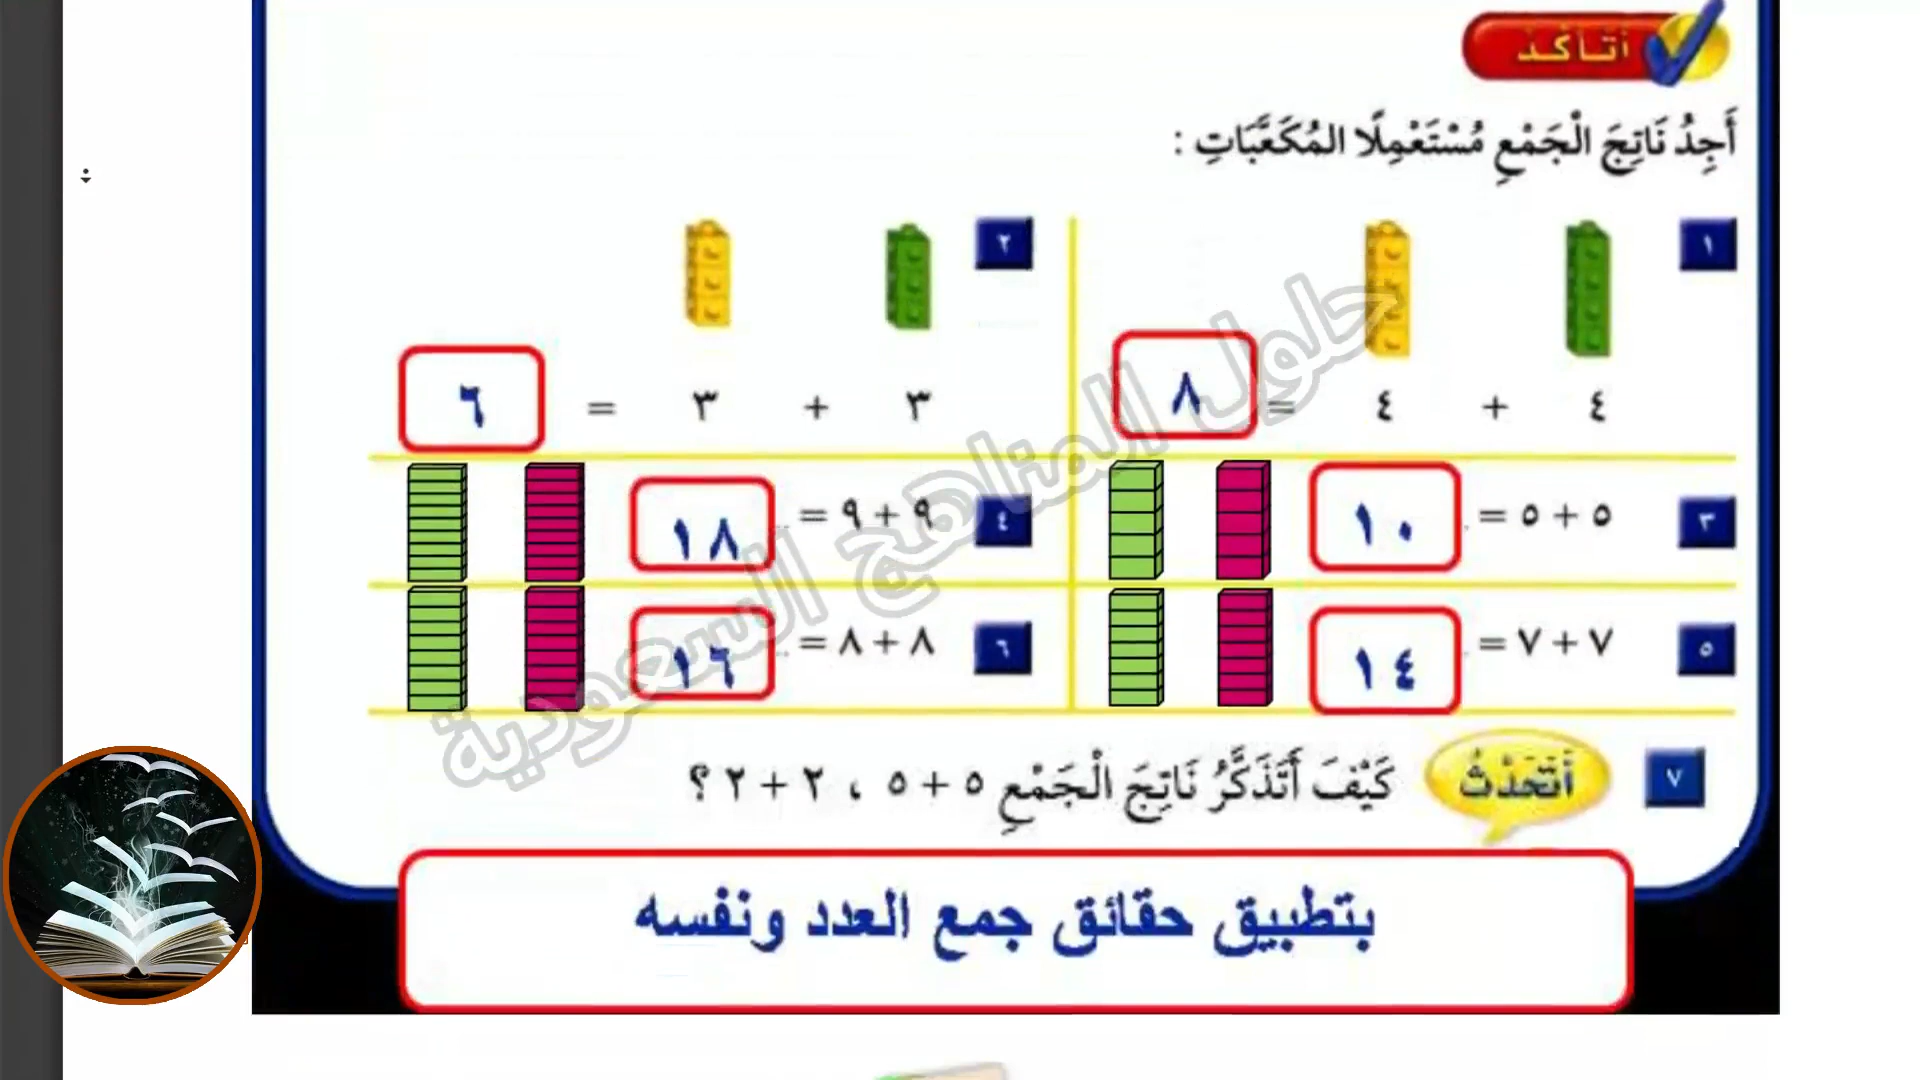 أتأكد
أَجِدُ نَاتِجَ الْجَمْعِ مُسْتَعْمِلًا المُكَعَّبَاتِ :
١
٤ + ٤ = ٨
٢
٣ + ٣ = ٦
٣
٥ + ٥ = ١٠
٤
٩ + ٩ = ١٨
٥
٧ + ٧ = ١٤
٦
٨ + ٨ = ١٦
حلول المناهج السعودية
٧ أَتَحَدَّثُ كَيْفَ أَتَذَكَّرُ نَاتِجَ الْجَمْعِ ٥ + ٥ ، ٢ + ٢ ؟
بتطبيق حقائق جمع العدد ونفسه